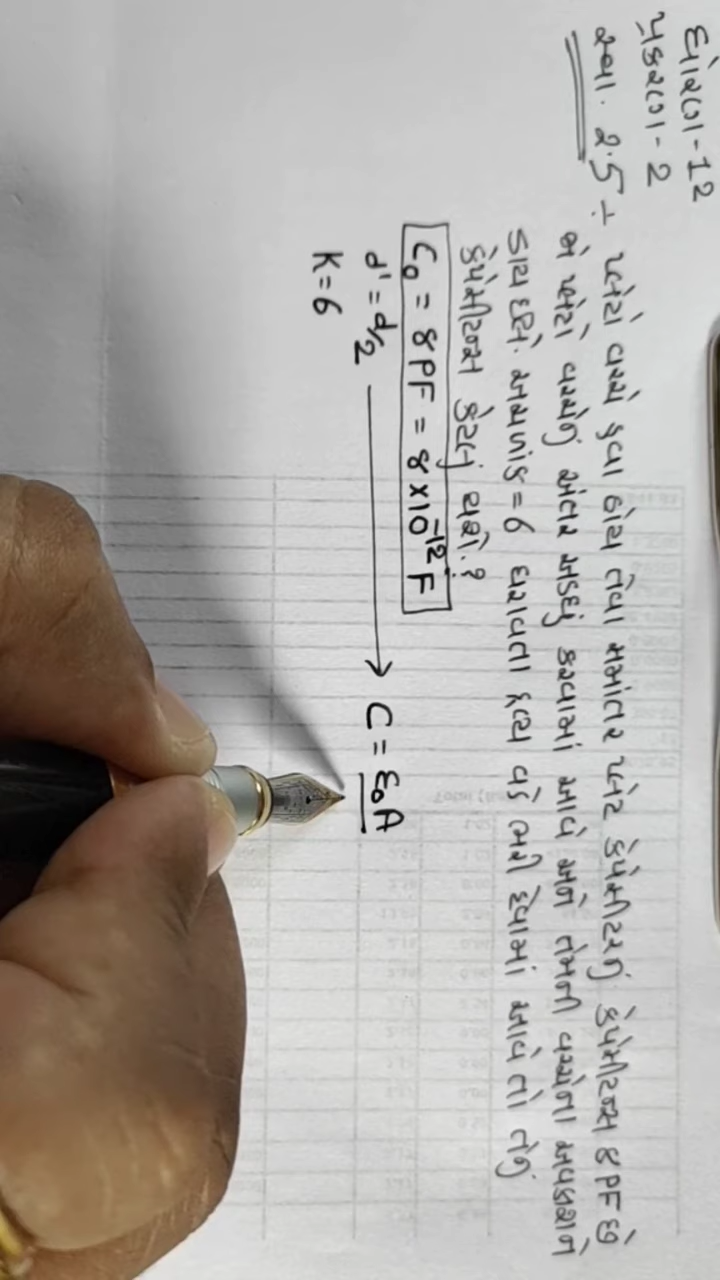 ધોરણ-12
પ્રકરણ-2
સ્વા. 2.5 ÷ પ્લેટો વચ્ચે હવા હોય તેવા સમાંતર પ્લેટ કેપેસીટરનું કેપેસીટન્સ 8 PF છે
બે પ્લેટો વચ્ચેનું અંતર અડધું કરવામાં આવે અને તેમની વચ્ચેના અવકાશને
ડાય ઇલે. અચળાંક = 6 ધરાવતા દ્રવ્ય વડે ભરી દેવામાં આવે તો તેનું
કેપેસીટન્સ કેટલું થશે.?
C₀ = 8 PF = 8 × 10⁻¹² F
d' = d/2 ⟶ C = ε₀A
K = 6